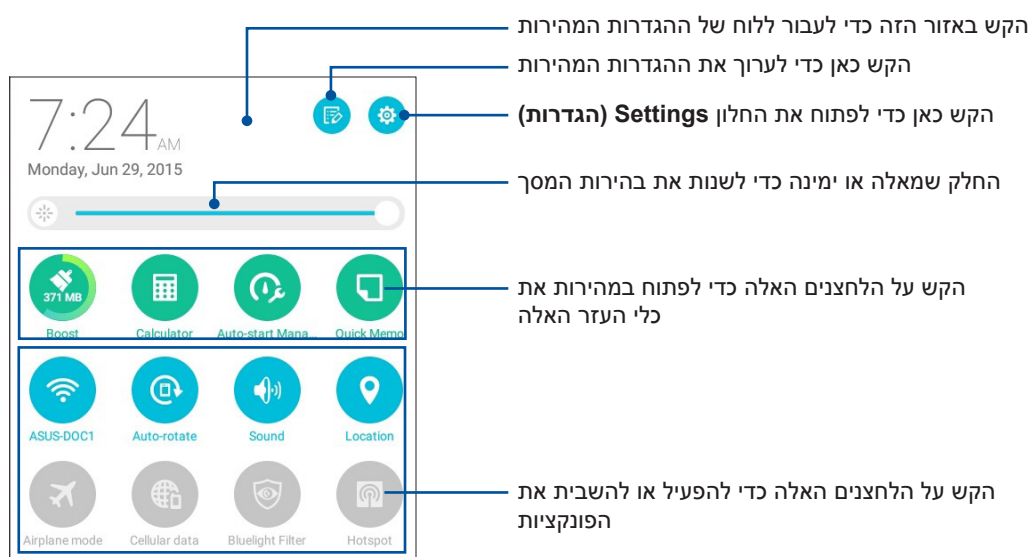 הקש באזור הזה כדי לעבור ללוח של ההגדרות המהירות
הקש כאן כדי לערוך את ההגדרות המהירות
הקש כאן כדי לפתוח את החלון Settings (הגדרות)
החלק שמאלה או ימינה כדי לשנות את בהירות המסך
הקש על הלחצנים האלה כדי לפתוח במהירות את
כלי העזר האלה
הקש על הלחצנים האלה כדי להפעיל או להשבית את
הפונקציות
7:24 AM
Monday, Jun 29, 2015
371 MB
Boost Calculator Auto-start Mana... Quick Memo
ASUS-DOC1 Auto-rotate Sound Location
Airplane mode Cellular data Bluelight Filter Hotspot